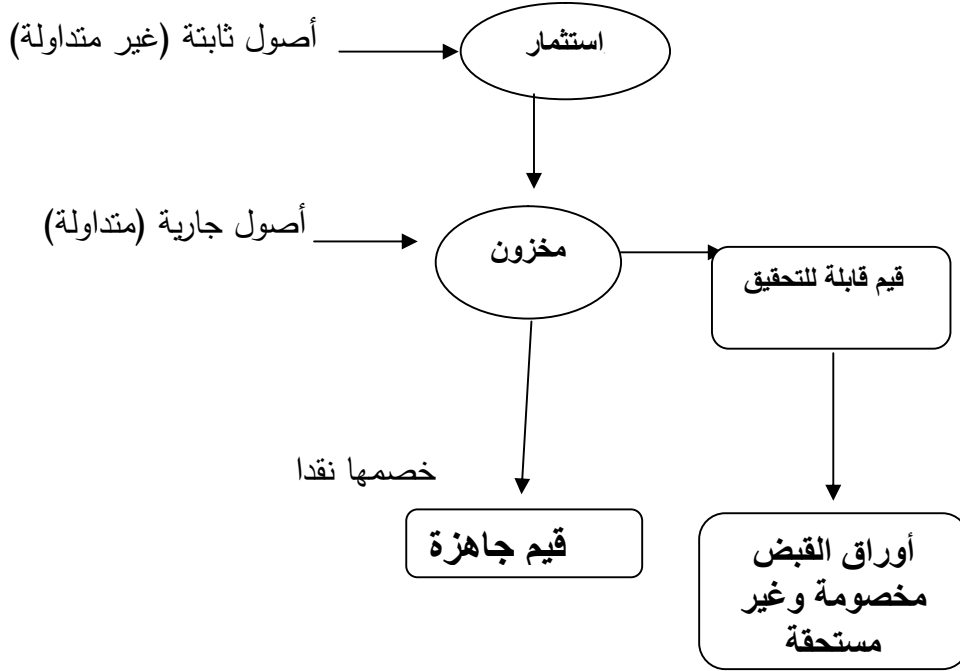 أصول ثابتة (غير متداولة)
استثمار
أصول جارية (متداولة)
مخزون
قيم قابلة للتحقيق
خصمها نقدا
قيم جاهزة
أوراق القبض
مخصومة وغير
مستحقة